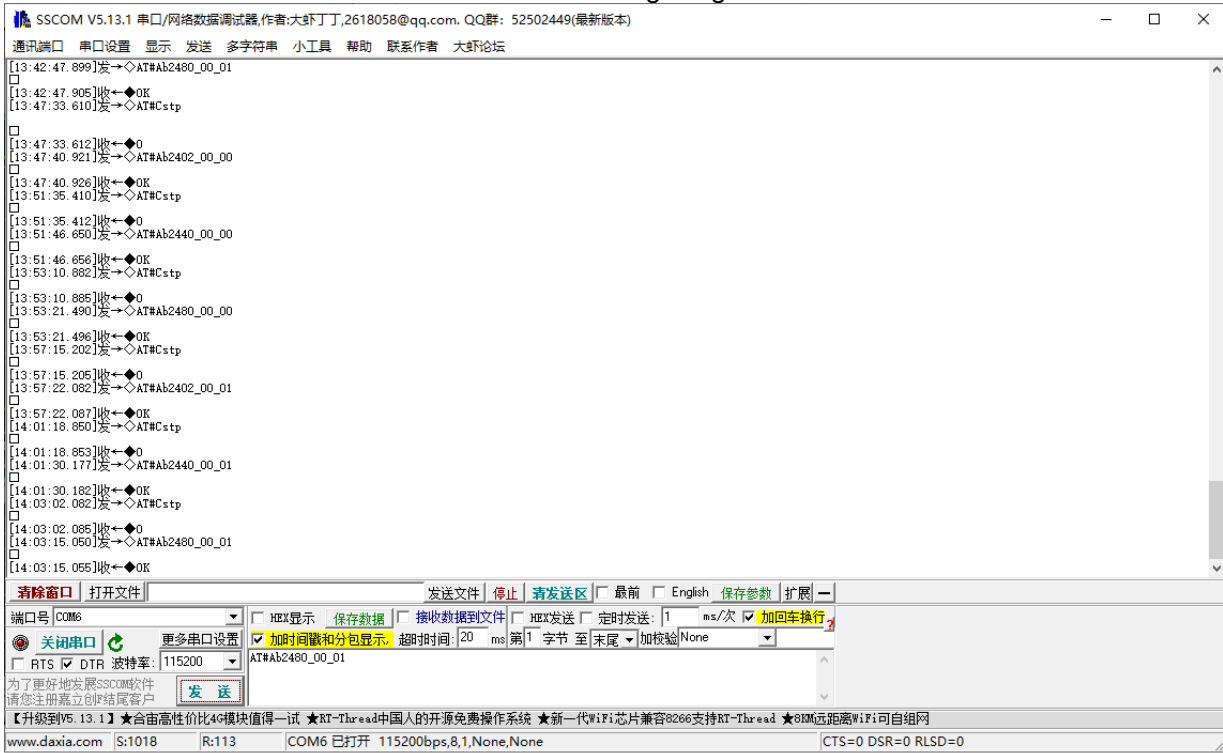 SSCOM V5.13.1 串口/网络数据调试器,作者:大虾丁丁,2618058@qq.com. QQ群: 52502449(最新版本)
通讯端口 串口设置 显示 发送 多字符串 小工具 帮助 联系作者 大虾论坛
[13:42:47.899]发→◇AT#Ab2480_00_01
□
[13:42:47.905]收←◆OK
[13:47:33.610]发→◇AT#Cstp
□
[13:47:33.612]收←◆0
[13:47:40.921]发→◇AT#Ab2402_00_00
□
[13:47:40.926]收←◆OK
[13:51:35.410]发→◇AT#Cstp
□
[13:51:35.412]收←◆0
[13:51:46.650]发→◇AT#Ab2440_00_00
□
[13:51:46.656]收←◆OK
[13:53:10.882]发→◇AT#Cstp
□
[13:53:10.885]收←◆0
[13:53:21.490]发→◇AT#Ab2480_00_00
□
[13:53:21.496]收←◆OK
[13:57:15.202]发→◇AT#Cstp
□
[13:57:15.205]收←◆0
[13:57:22.082]发→◇AT#Ab2402_00_01
□
[13:57:22.087]收←◆OK
[14:01:18.850]发→◇AT#Cstp
□
[14:01:18.853]收←◆0
[14:01:30.177]发→◇AT#Ab2440_00_01
□
[14:01:30.182]收←◆OK
[14:03:02.082]发→◇AT#Cstp
□
[14:03:02.085]收←◆0
[14:03:15.050]发→◇AT#Ab2480_00_01
□
[14:03:15.055]收←◆OK
清除窗口 打开文件 发送文件 停止 清发送区 最前 English 保存参数 扩展 —
端口号 COM6 HEX显示 保存数据 接收数据到文件 HEX发送 定时发送: 1 ms/次 加回车换行
关闭串口 更多串口设置 加时间戳和分包显示, 超时时间: 20 ms 第1 字节 至 末尾 加校验 None
RTS DTR 波特率: 115200 AT#Ab2480_00_01
为了更好地发展SSCOM软件
请您注册嘉立创F结尾客户 发 送
【升级到V5.13.1】★合宙高性价比4G模块值得一试 ★RT-Thread中国人的开源免费操作系统 ★新一代WiFi芯片兼容8266支持RT-Thread ★8KM远距离WiFi可自组网
www.daxia.com S:1018 R:113 COM6 已打开 115200bps,8,1,None,None CTS=0 DSR=0 RLSD=0